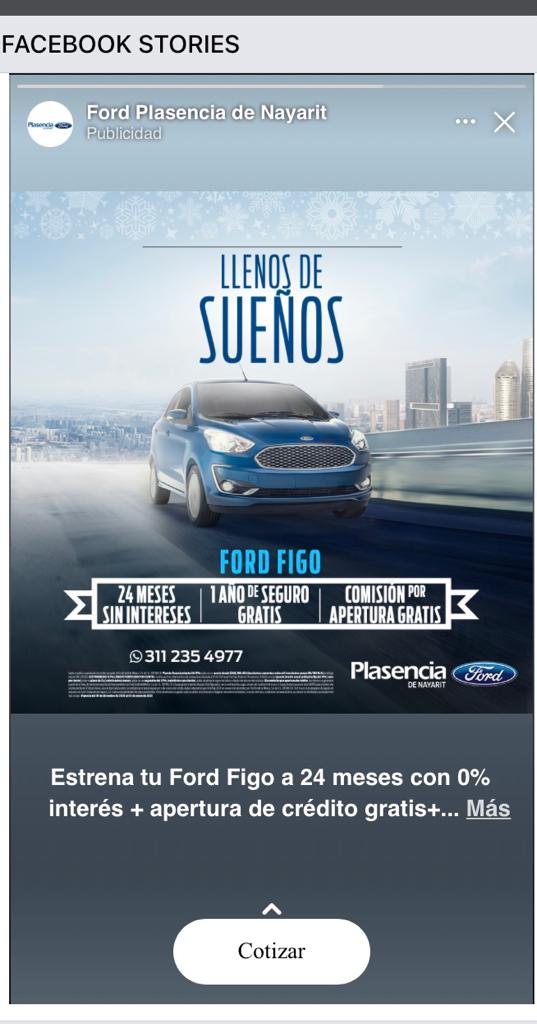 FACEBOOK STORIES
Plasencia Ford
Ford Plasencia de Nayarit
Publicidad
LLENOS DE
SUEÑOS
FORD FIGO
24 MESES
SIN INTERESES
1 AÑO DE SEGURO
GRATIS
COMISIÓN POR
APERTURA GRATIS
311 235 4977
Plasencia
DE NAYARIT
Ford
Estrena tu Ford Figo a 24 meses con 0%
interés + apertura de crédito gratis+... Más
Cotizar